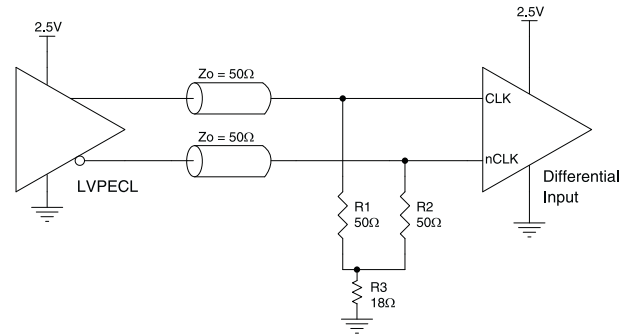 2.5V
2.5V
Zo = 50Ω
CLK
Zo = 50Ω
nCLK
LVPECL
Differential
Input
R1
50Ω
R2
50Ω
R3
18Ω